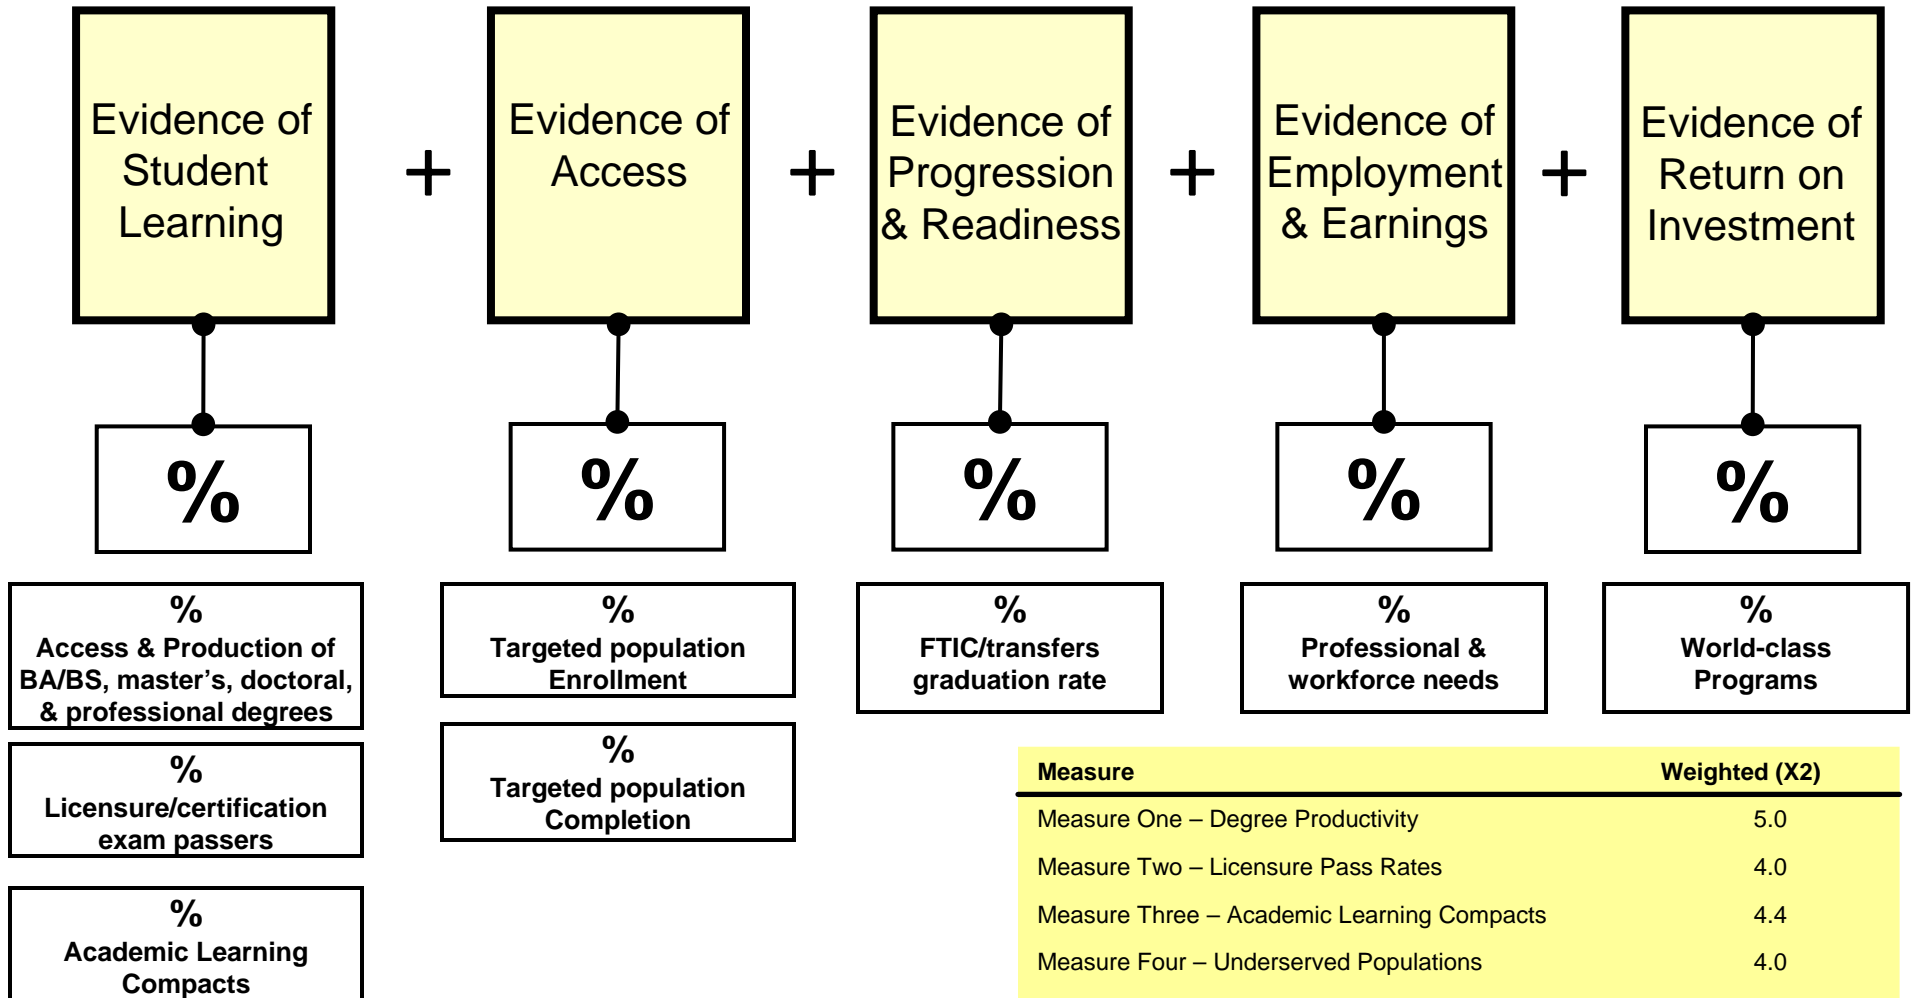 Evidence of
Student
Learning
+
Evidence of
Access
+
Evidence of
Progression
& Readiness
+
Evidence of
Employment
& Earnings
+
Evidence of
Return on
Investment
%
%
%
%
%
%
Access & Production of
BA/BS, master’s, doctoral,
& professional degrees
%
Licensure/certification
exam passers
%
Academic Learning
Compacts
%
Targeted population
Enrollment
%
Targeted population
Completion
%
FTIC/transfers
graduation rate
%
Professional &
workforce needs
%
World-class
Programs
Measure Weighted (X2)
Measure One – Degree Productivity 5.0
Measure Two – Licensure Pass Rates 4.0
Measure Three – Academic Learning Compacts 4.4
Measure Four – Underserved Populations 4.0